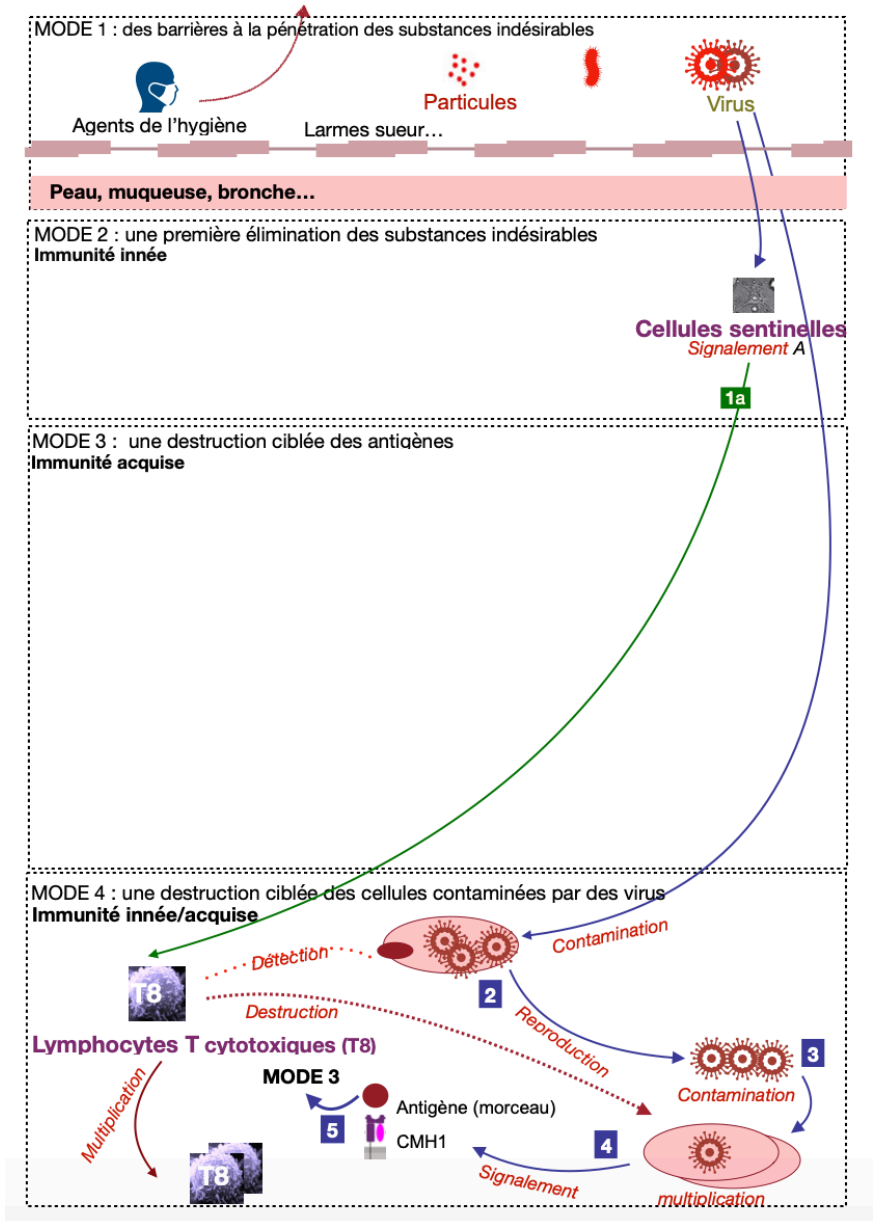 MODE 1 : des barrières à la pénétration des substances indésirables
Particules
Virus
Agents de l'hygiène
Larmes sueur…
Peau, muqueuse, bronche…
MODE 2 : une première élimination des substances indésirables
Immunité innée
Cellules sentinelles
Signalement A
1a
MODE 3 : une destruction ciblée des antigènes
Immunité acquise
MODE 4 : une destruction ciblée des cellules contaminées par des virus
Immunité innée/acquise
Contamination
Détection
T8
2
Destruction
Reproduction
Lymphocytes T cytotoxiques (T8)
3
MODE 3
Contamination
Multiplication
Antigène (morceau)
5
CMH1
4
T8
Signalement
multiplication